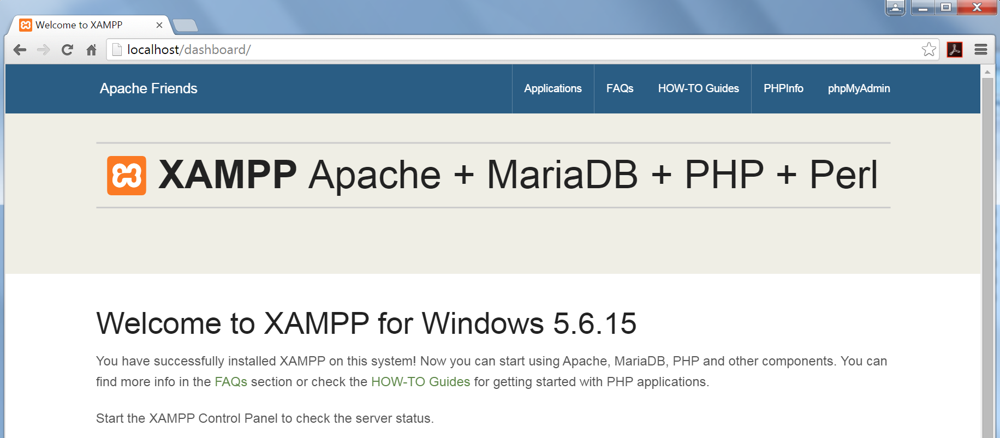 Welcome to XAMPP
localhost/dashboard/
Apache Friends
Applications
FAQs
HOW-TO Guides
PHPInfo
phpMyAdmin
XAMPP Apache + MariaDB + PHP + Perl
Welcome to XAMPP for Windows 5.6.15
You have successfully installed XAMPP on this system! Now you can start using Apache, MariaDB, PHP and other components. You can
find more info in the FAQs section or check the HOW-TO Guides for getting started with PHP applications.
Start the XAMPP Control Panel to check the server status.